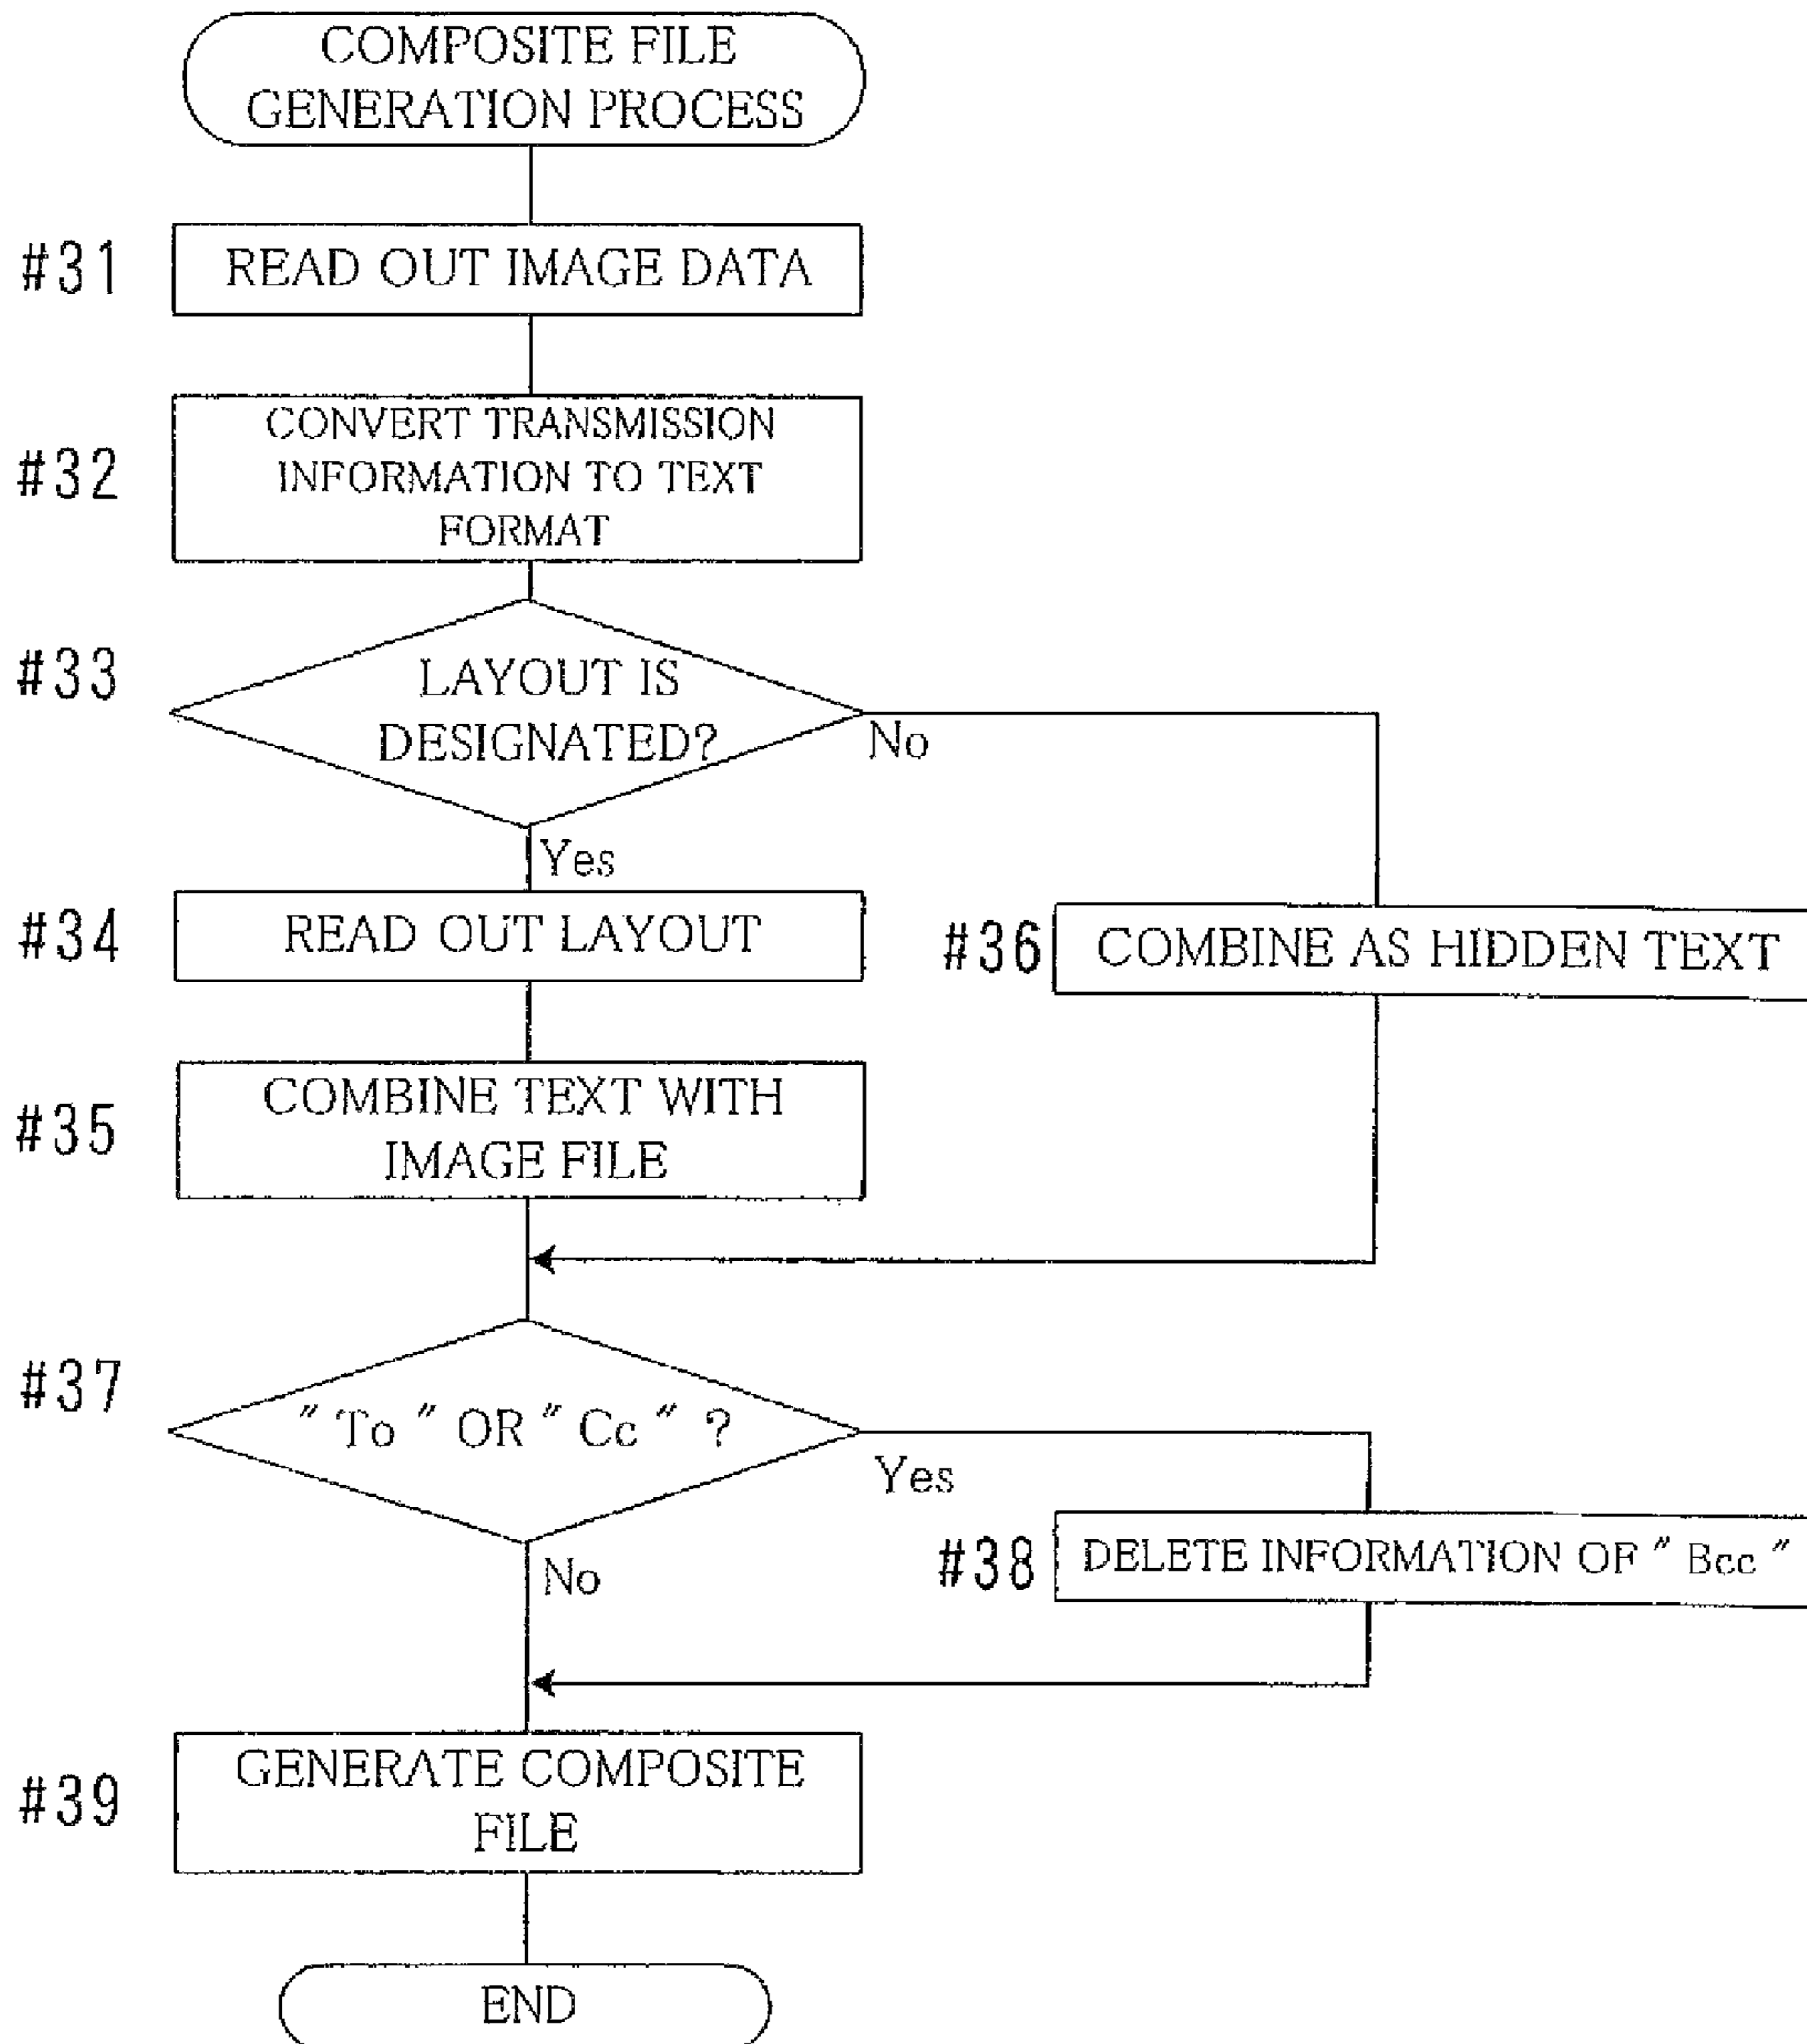 COMPOSITE FILE
GENERATION PROCESS
#31
READ OUT IMAGE DATA
#32
CONVERT TRANSMISSION
INFORMATION TO TEXT
FORMAT
#33
LAYOUT IS
DESIGNATED?
No
Yes
#34
READ OUT LAYOUT
#36
COMBINE AS HIDDEN TEXT
#35
COMBINE TEXT WITH
IMAGE FILE
#37
" To " OR " Cc " ?
Yes
No
#38
DELETE INFORMATION OF " Bcc "
#39
GENERATE COMPOSITE
FILE
END